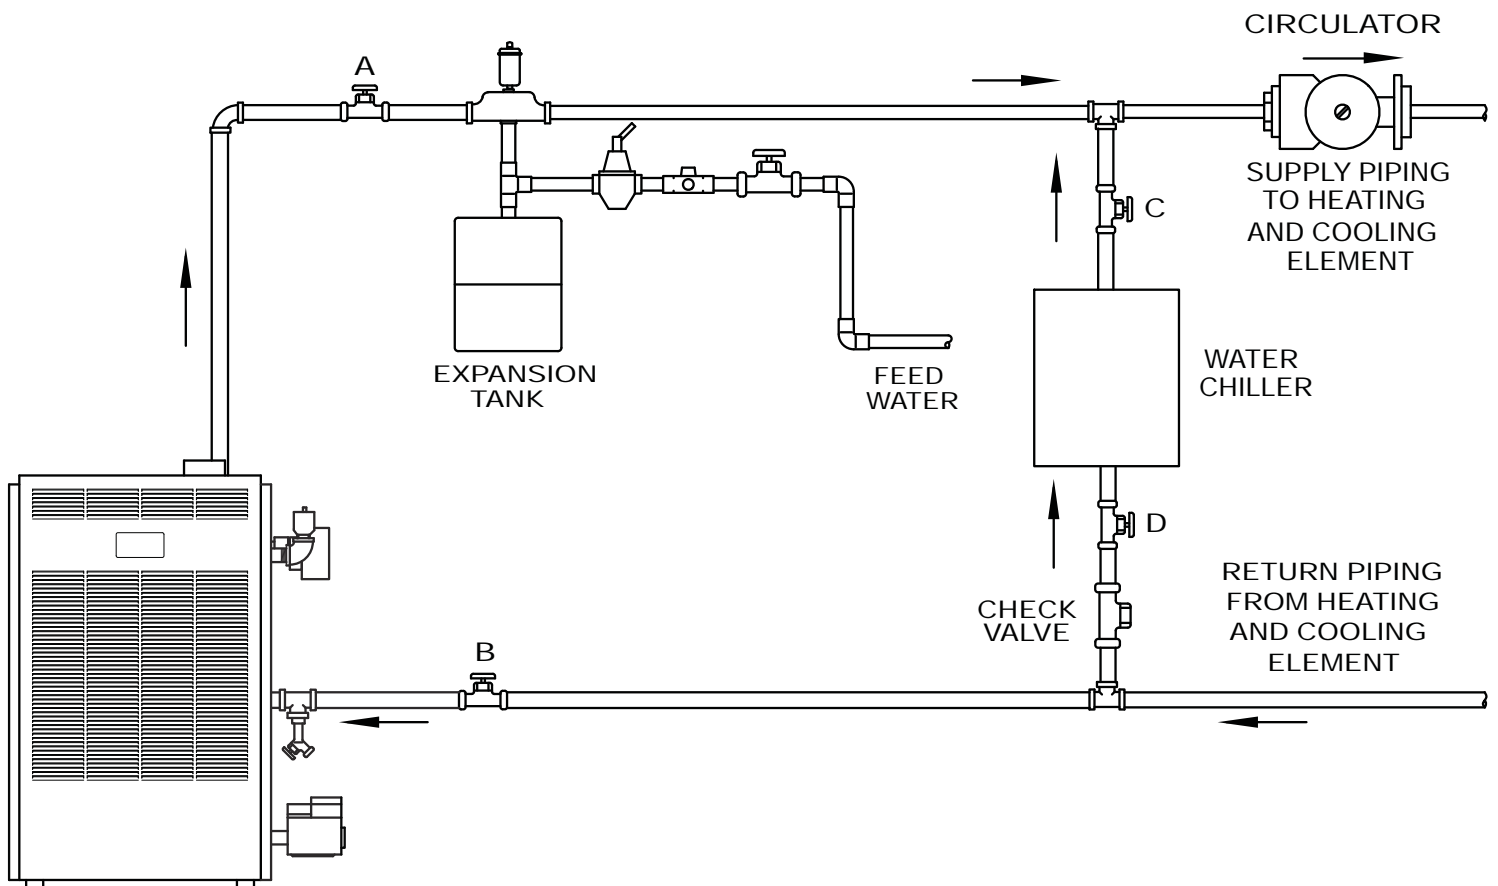 CIRCULATOR
A
SUPPLY PIPING
TO HEATING
AND COOLING
ELEMENT
C
EXPANSION
TANK
FEED
WATER
WATER
CHILLER
D
CHECK
VALVE
RETURN PIPING
FROM HEATING
AND COOLING
ELEMENT
B